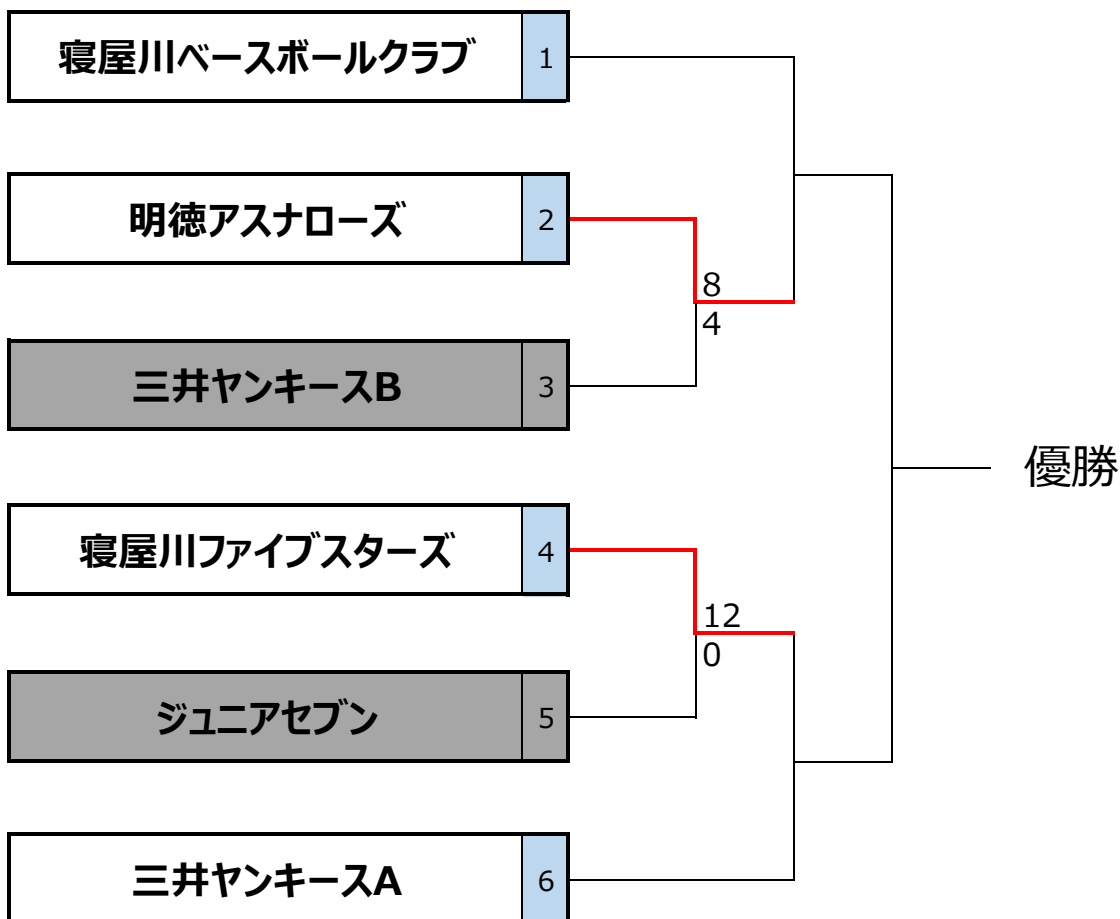 寝屋川ベースボールクラブ 1
明徳アスナローズ 2
8
4
三井ヤンキースB 3
優勝
寝屋川ファイブスターズ 4
12
0
ジュニアセブン 5
三井ヤンキースA 6